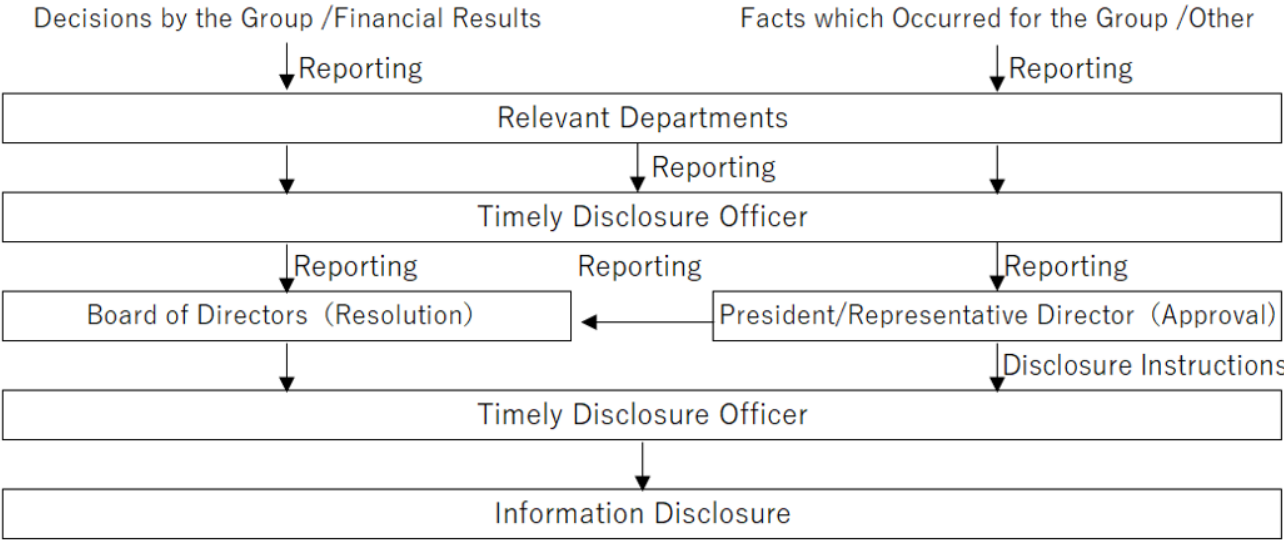 Decisions by the Group /Financial Results
Facts which Occurred for the Group /Other
Reporting
Reporting
Relevant Departments
Reporting
Timely Disclosure Officer
Reporting
Reporting
Reporting
Board of Directors（Resolution）
President/Representative Director（Approval）
Disclosure Instructions
Timely Disclosure Officer
Information Disclosure